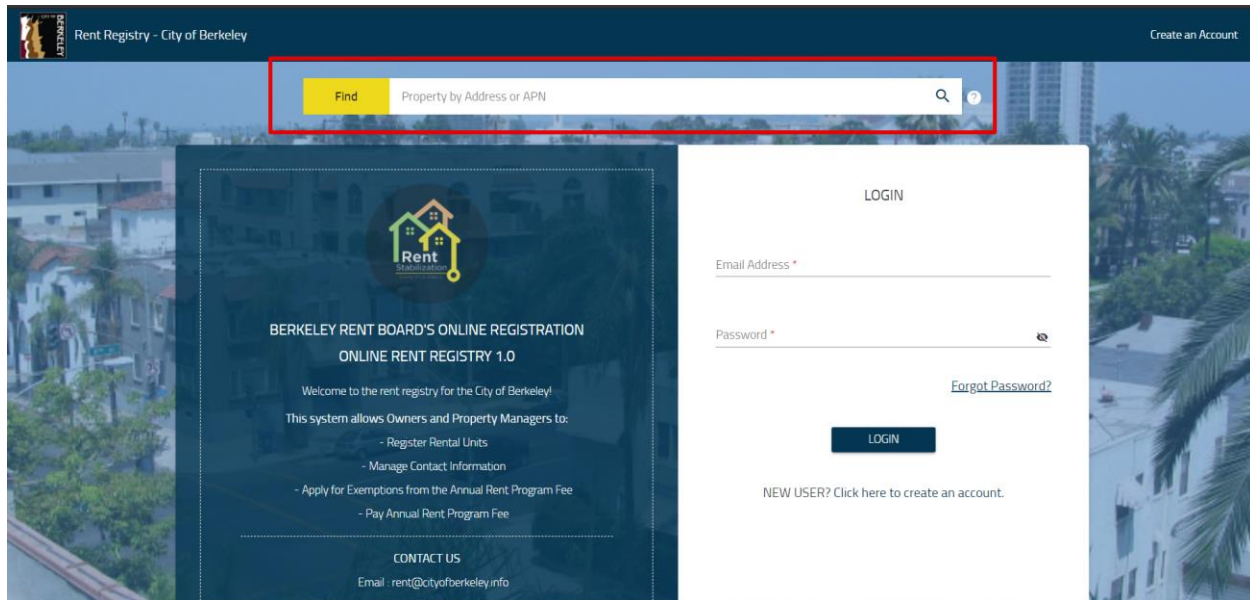 CITY OF
BERKELEY
Rent Registry - City of Berkeley
Create an Account
Find
Property by Address or APN
?
Rent
Stabilization
BERKELEY RENT BOARD'S ONLINE REGISTRATION
ONLINE RENT REGISTRY 1.0
Welcome to the rent registry for the City of Berkeley!
This system allows Owners and Property Managers to:
- Register Rental Units
- Manage Contact Information
- Apply for Exemptions from the Annual Rent Program Fee
- Pay Annual Rent Program Fee
CONTACT US
Email : rent@cityofberkeley.info
LOGIN
Email Address *
Password *
Forgot Password?
LOGIN
NEW USER? Click here to create an account.